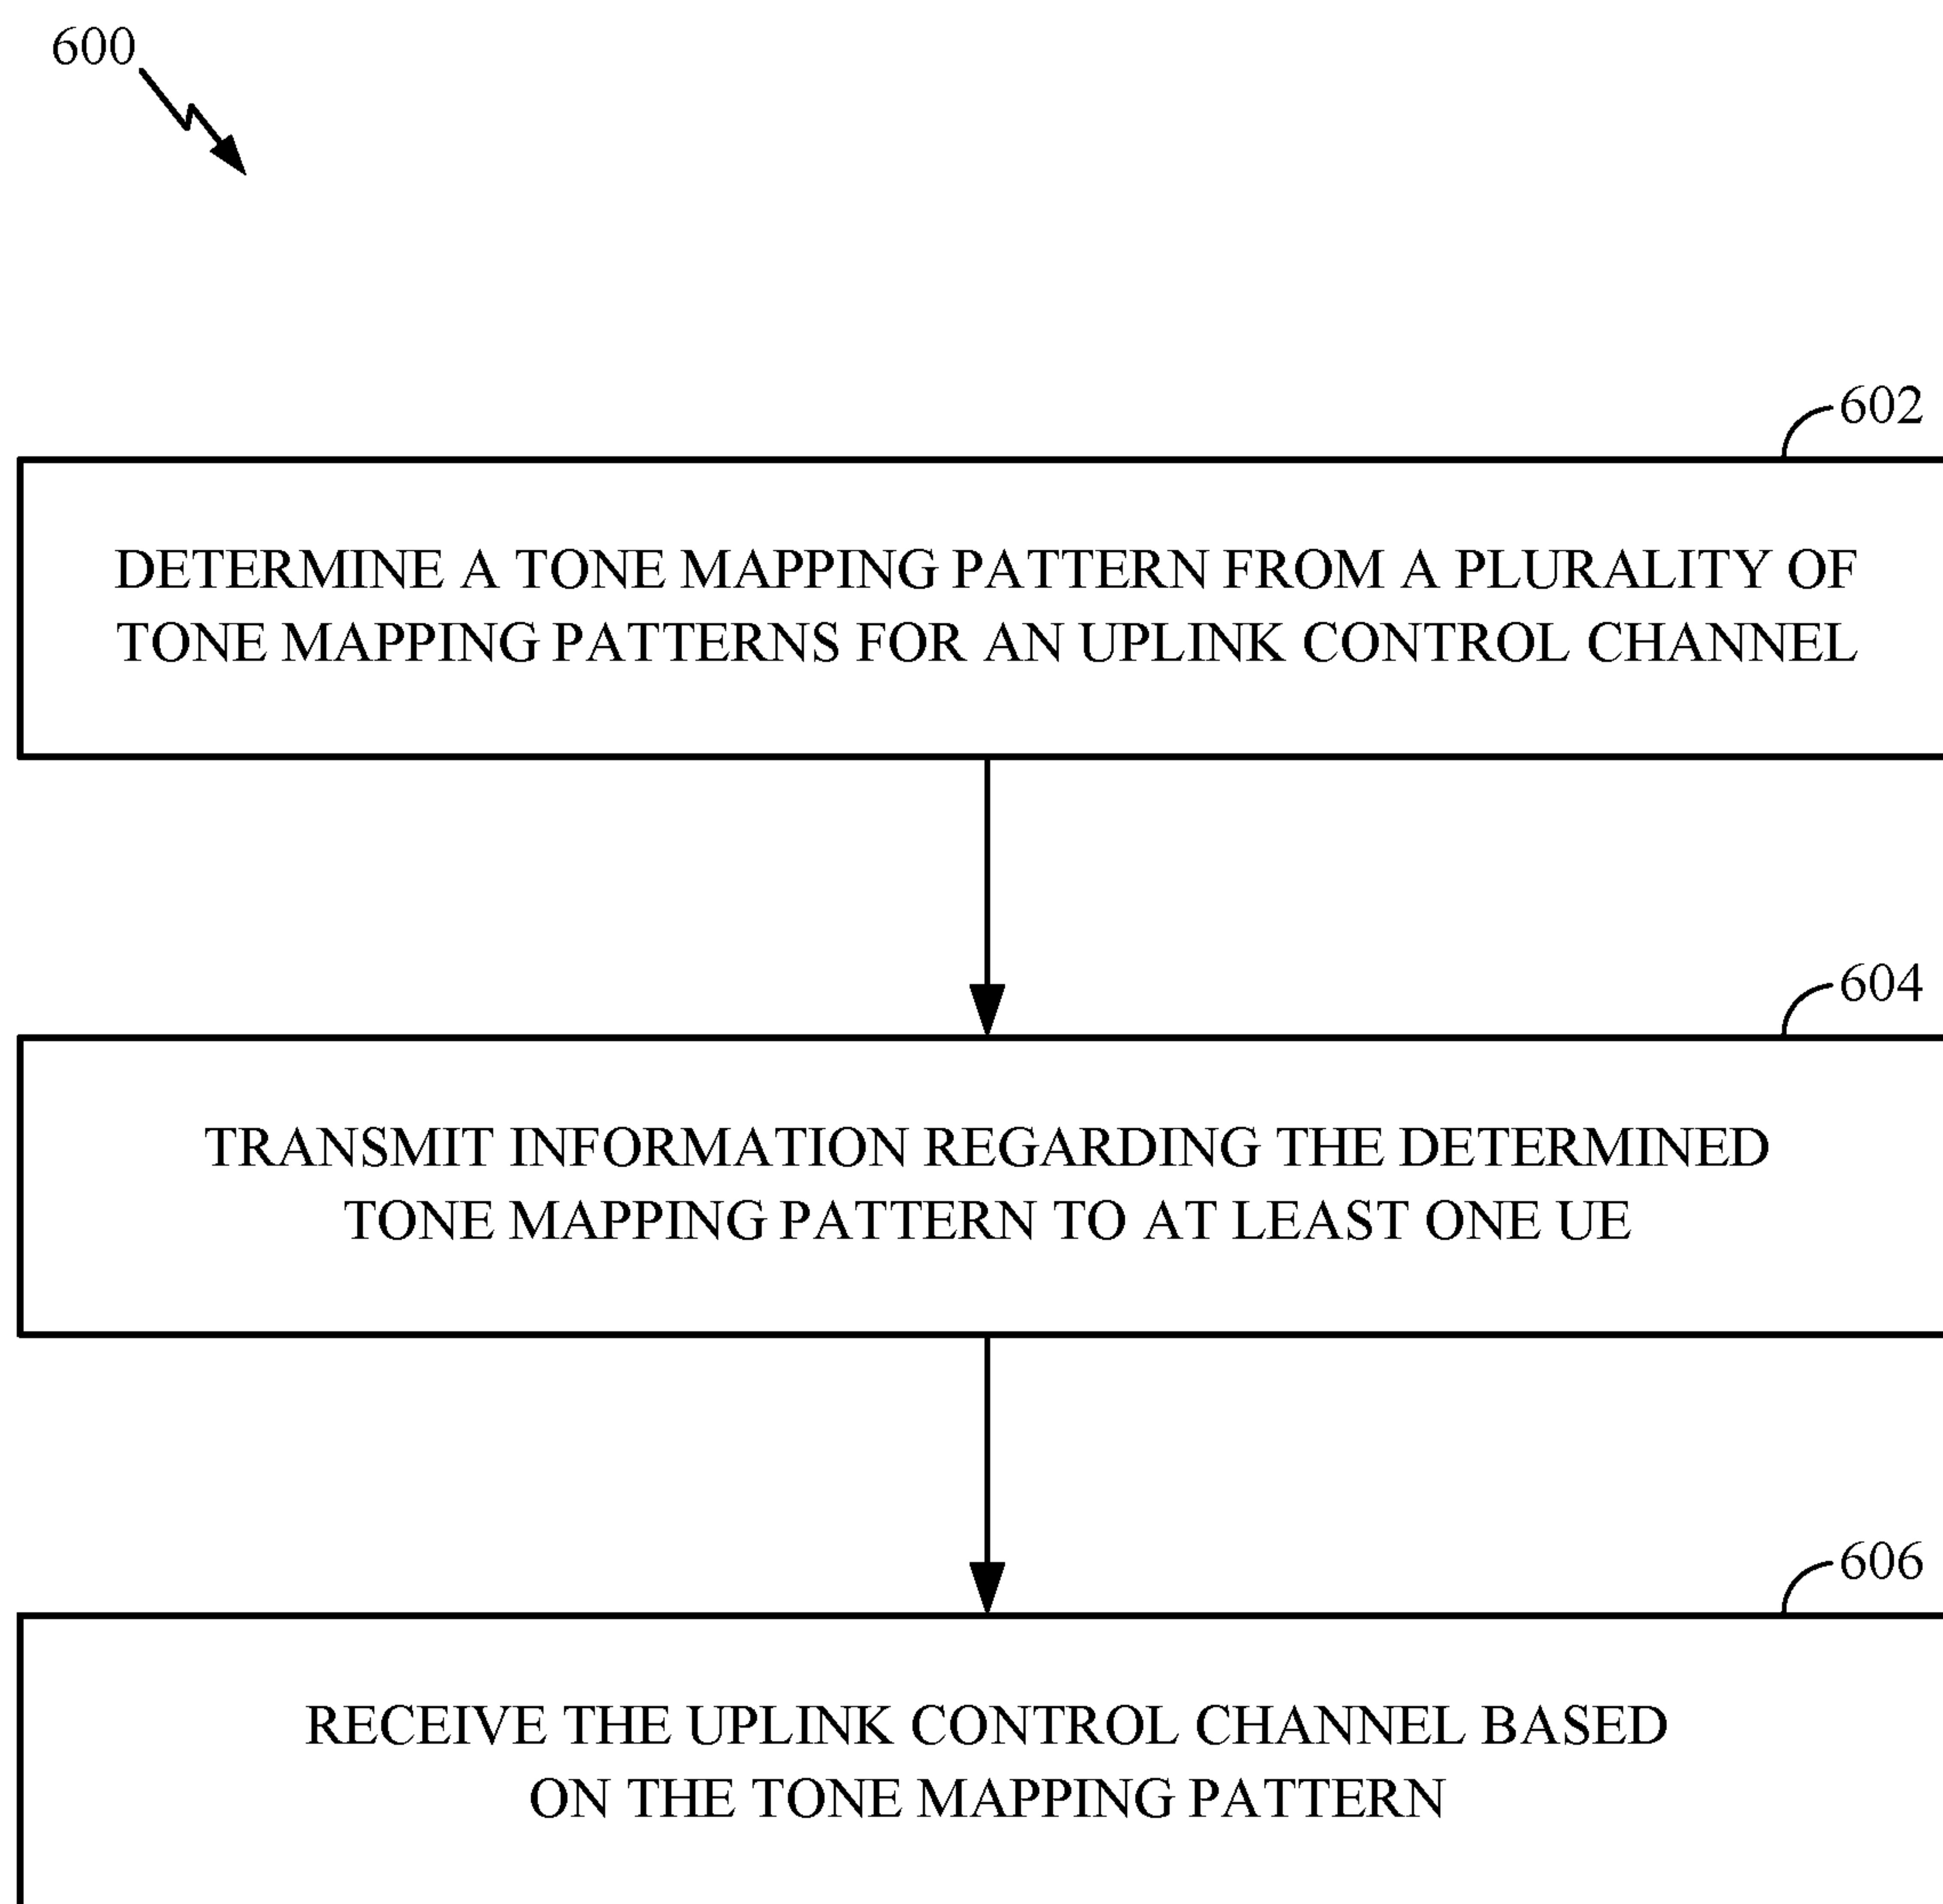 600
602
DETERMINE A TONE MAPPING PATTERN FROM A PLURALITY OF
TONE MAPPING PATTERNS FOR AN UPLINK CONTROL CHANNEL
604
TRANSMIT INFORMATION REGARDING THE DETERMINED
TONE MAPPING PATTERN TO AT LEAST ONE UE
606
RECEIVE THE UPLINK CONTROL CHANNEL BASED
ON THE TONE MAPPING PATTERN